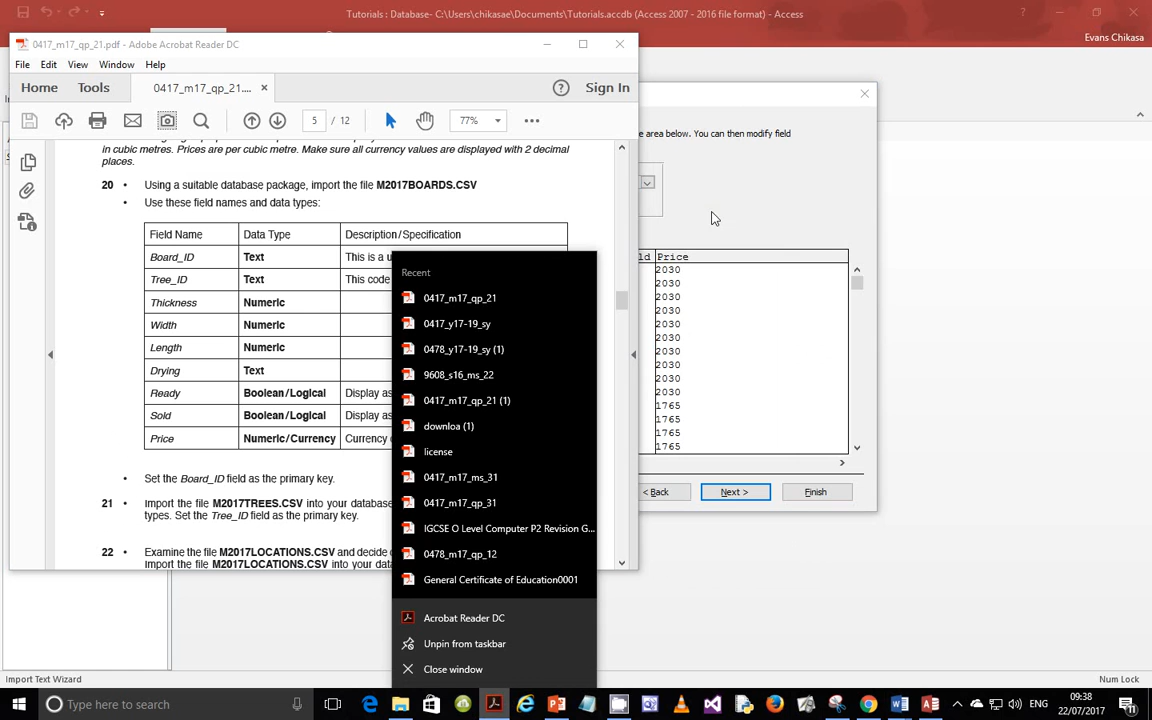 Tutorials : Database- C:\Users\chikasae\Documents\Tutorials.accdb (Access 2007 - 2016 file format) - Access
Evans Chikasa
0417_m17_qp_21.pdf - Adobe Acrobat Reader DC
File Edit View Window Help
Home Tools 0417_m17_qp_21.... × Sign In
5 / 12 77%
in cubic metres. Prices are per cubic metre. Make sure all currency values are displayed with 2 decimal
places.
20 • Using a suitable database package, import the file M2017BOARDS.CSV
• Use these field names and data types:
Field Name Data Type Description/Specification
Board_ID Text This is a u
Tree_ID Text This code
Thickness Numeric
Width Numeric
Length Numeric
Drying Text
Ready Boolean/Logical Display as
Sold Boolean/Logical Display as
Price Numeric/Currency Currency
• Set the Board_ID field as the primary key.
21 • Import the file M2017TREES.CSV into your database
types. Set the Tree_ID field as the primary key.
22 • Examine the file M2017LOCATIONS.CSV and decide
Import the file M2017LOCATIONS.CSV into your data
Recent
0417_m17_qp_21
0417_y17-19_sy
0478_y17-19_sy (1)
9608_s16_ms_22
0417_m17_qp_21 (1)
downloa (1)
license
0417_m17_ms_31
0417_m17_qp_31
IGCSE O Level Computer P2 Revision G...
0478_m17_qp_12
General Certificate of Education0001
Acrobat Reader DC
Unpin from taskbar
Close window
e area below. You can then modify field
ld Price
2030
2030
2030
2030
2030
2030
2030
2030
2030
2030
1765
1765
1765
1765
< Back Next > Finish
Import Text Wizard
Num Lock
Type here to search
ENG
09:38
22/07/2017